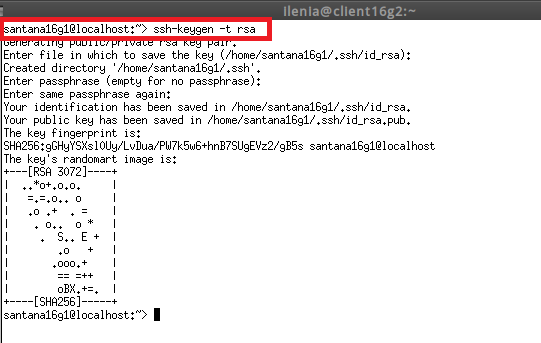 ilenia@client16g2:~
santana16g1@localhost:~> ssh-keygen -t rsa
Generating public/private rsa key pair.
Enter file in which to save the key (/home/santana16g1/.ssh/id_rsa):
Created directory '/home/santana16g1/.ssh'.
Enter passphrase (empty for no passphrase):
Enter same passphrase again:
Your identification has been saved in /home/santana16g1/.ssh/id_rsa.
Your public key has been saved in /home/santana16g1/.ssh/id_rsa.pub.
The key fingerprint is:
SHA256:gGHyYSXslOUy/LvDua/PW7k5w6+hnB7SUgEVz2/gB5s santana16g1@localhost
The key's randomart image is:
+---[RSA 3072]----+
|  ..*o+.o.o.     |
|   =.=.o.. o     |
|   .o .+  . =    |
|    . o..  o *   |
|     .  S.. E +  |
|        .o   +   |
|       .ooo.+    |
|        == =++   |
|        oBX.+=.  |
+----[SHA256]-----+
santana16g1@localhost:~>